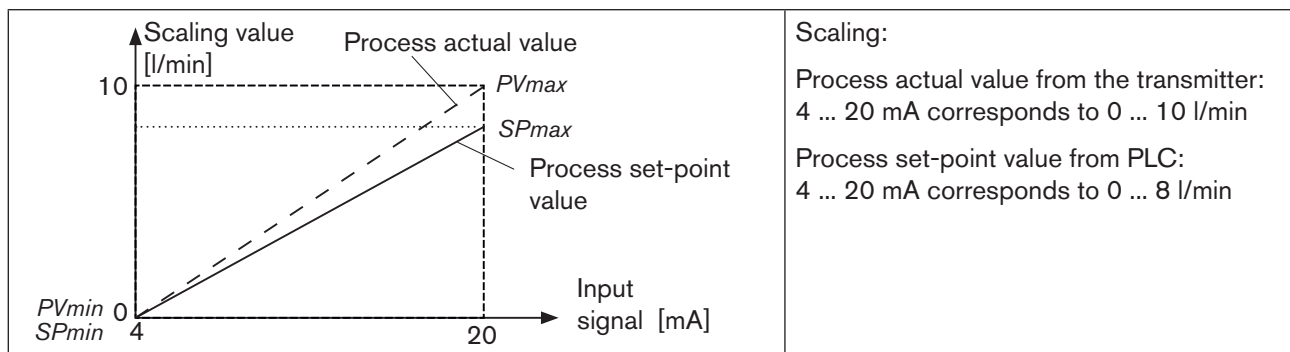 Scaling value
[l/min]
Process actual value
10
PVmax
SPmax
Process set-point
value
PVmin
SPmin
0
4
20
Input
signal [mA]
Scaling:
Process actual value from the transmitter:
4 ... 20 mA corresponds to 0 ... 10 l/min
Process set-point value from PLC:
4 ... 20 mA corresponds to 0 ... 8 l/min